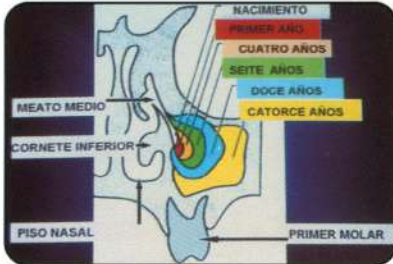 NACIMIENTO
PRIMER AÑO
CUATRO AÑOS
SEITE AÑOS
DOCE AÑOS
CATORCE AÑOS
MEATO MEDIO
CORNETE INFERIOR
PISO NASAL
PRIMER MOLAR